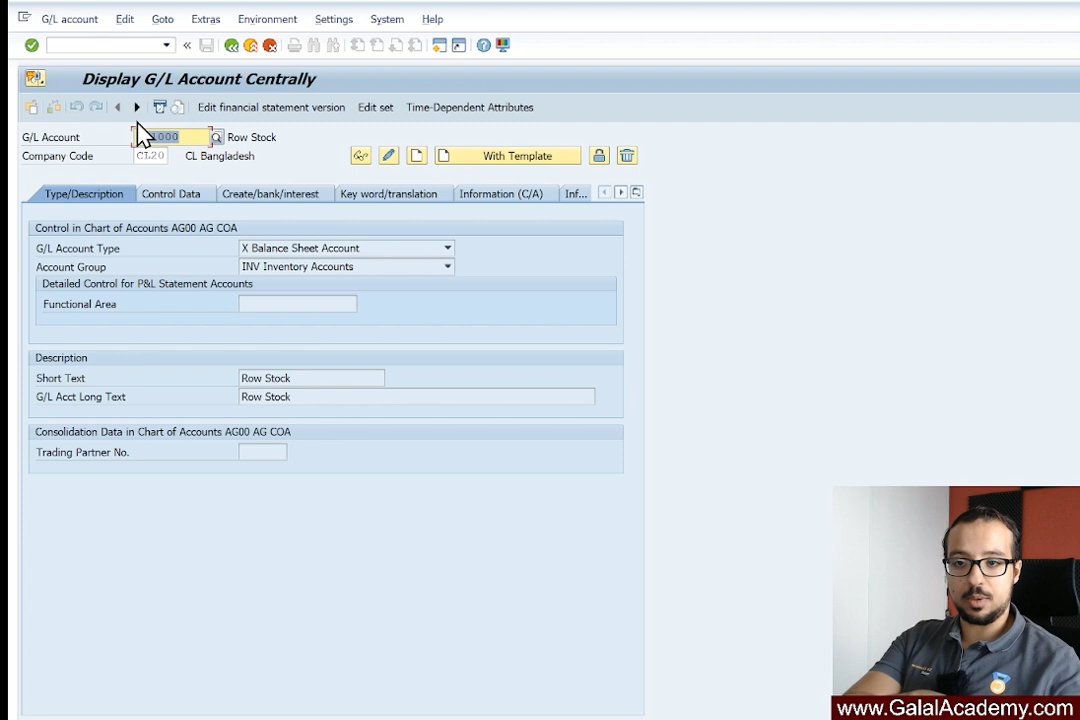 G/L account Edit Goto Extras Environment Settings System Help
Display G/L Account Centrally
Edit financial statement version Edit set Time-Dependent Attributes
G/L Account Row Stock
Company Code CL20 CL Bangladesh With Template
Type/Description Control Data Create/bank/interest Key word/translation Information (C/A) Inf...
Control in Chart of Accounts AG00 AG COA
G/L Account Type X Balance Sheet Account
Account Group INV Inventory Accounts
Detailed Control for P&L Statement Accounts
Functional Area
Description
Short Text Row Stock
G/L Acct Long Text Row Stock
Consolidation Data in Chart of Accounts AG00 AG COA
Trading Partner No.
www.GalalAcademy.com